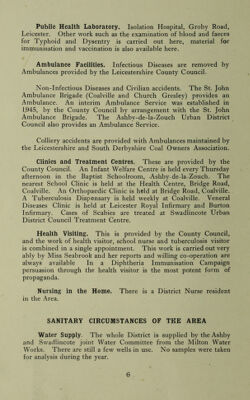 Public Health Laboratory. Isolation Hospital, Groby Road,
Leicester. Other work such as the examination of blood and faeces
for Typhoid and Dysentry is carried out here, material for
immunisation and vaccination is also available here.
Ambulance Facilities. Infectious Diseases are removed by
Ambulances provided by the Leicestershire County Council.
Non-Infectious Diseases and Civilian accidents. The St. John
Ambulance Brigade (Coalville and Church Gresley) provides an
Ambulance. An interim Ambulance Service was established in
1945, by the County Council by arrangement with the St. John
Ambulance Brigade. The Ashby-de-la-Zouch Urban District
Council also provides an Ambulance Service.
Colliery accidents are provided with Ambulances maintained by
the Leicestershire and South Derbyshire Coal Owners Association.
Clinics and Treatment Centres. These are provided by the
County Council. An Infant Welfare Centre is held every Thursday
afternoon in the Baptist Schoolroom, Ashby-de-la-Zouch. The
nearest School Clinic is held at the Health Centre, Bridge Road,
Coalville. An Orthopaedic Clinic is held at Bridge Road, Coalville.
A Tuberculosis Dispensary is held weekly at Coalville. Veneral
Diseases Clinic is held at Leicester Royal Infirmary and Burton
Infirmary. Cases of Scabies are treated at Swadlincote Urban
District Council Treatment Centre.
Health Visiting. This is provided by the County Council,
and the work of health visitor, school nurse and tuberculosis visitor
is combined in a single appointment. This work is carried out very
ably by Miss Seabrook and her reports and willing co-operation are
always available In a Diphtheria Immunisation Campaign
persuasion through the health visitor is the most potent form of
propaganda.
Nursing in the Home. There is a District Nurse resident
in the Area.
SANITARY CIRCUMSTANCES OF THE AREA
Water Supply. The whole District is supplied by the Ashby
and Swadlincote joint Water Committee from the Milton Water
Works. There are still a few wells in use. No samples were taken
for analysis during the year.
6